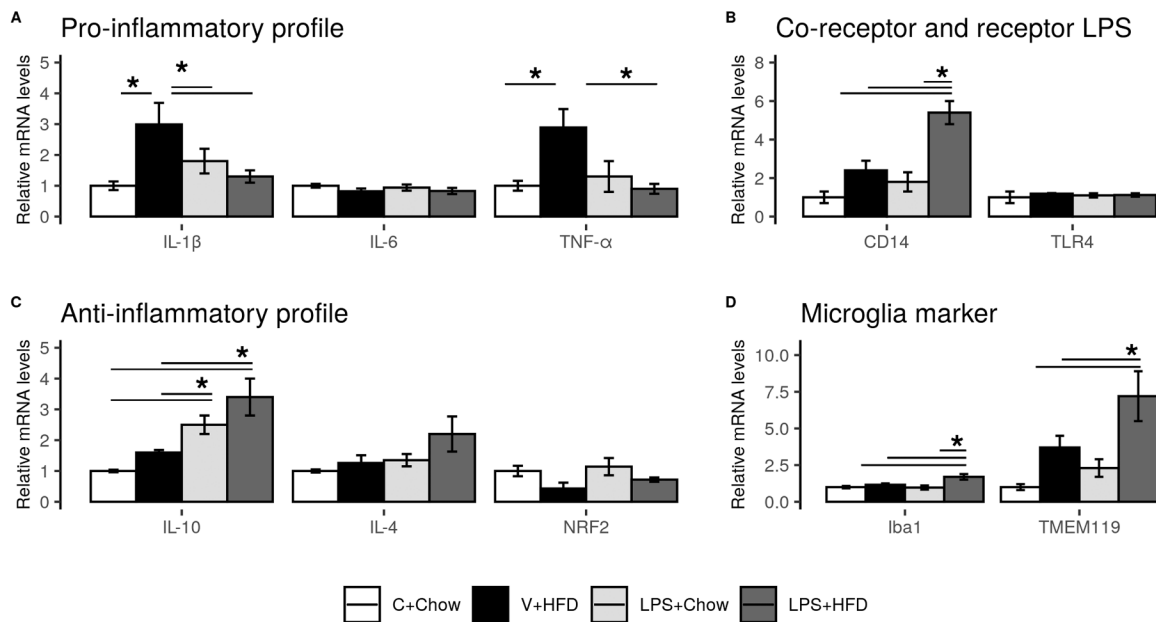 A
Pro-inflammatory profile
Relative mRNA levels
5
4
3
2
1
0
*
*
*
*
IL-1β
IL-6
TNF-α
B
Co-receptor and receptor LPS
Relative mRNA levels
8
6
4
2
0
*
CD14
TLR4
C
Anti-inflammatory profile
Relative mRNA levels
5
4
3
2
1
0
*
*
IL-10
IL-4
NRF2
D
Microglia marker
Relative mRNA levels
10.0
7.5
5.0
2.5
0.0
*
*
Iba1
TMEM119
C+Chow
V+HFD
LPS+Chow
LPS+HFD